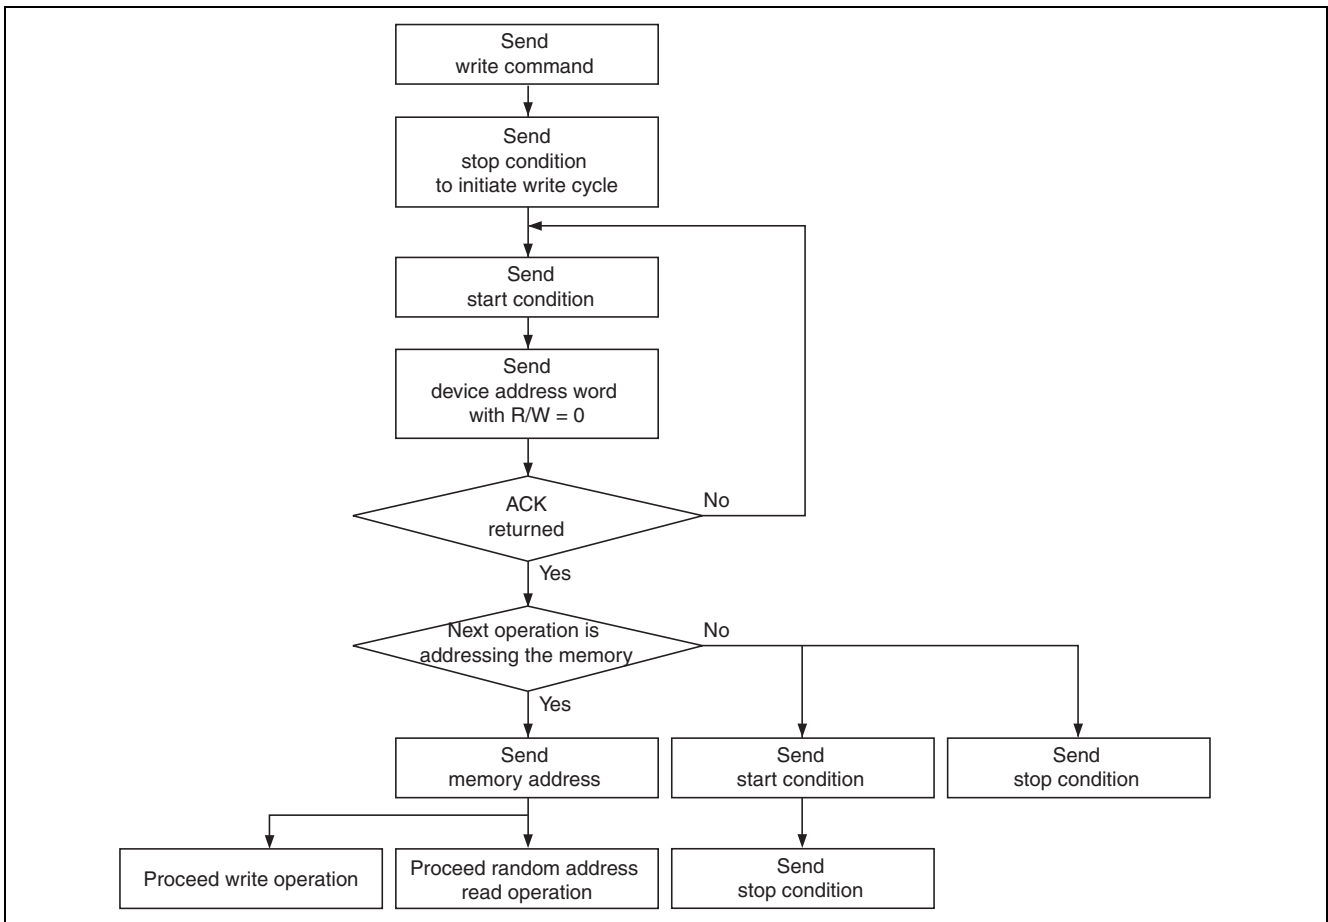 Send
write command
Send
stop condition
to initiate write cycle
Send
start condition
Send
device address word
with R/W = 0
ACK
returned
No
Yes
Next operation is
addressing the memory
No
Yes
Send
memory address
Send
start condition
Send
stop condition
Proceed write operation
Proceed random address
read operation
Send
stop condition